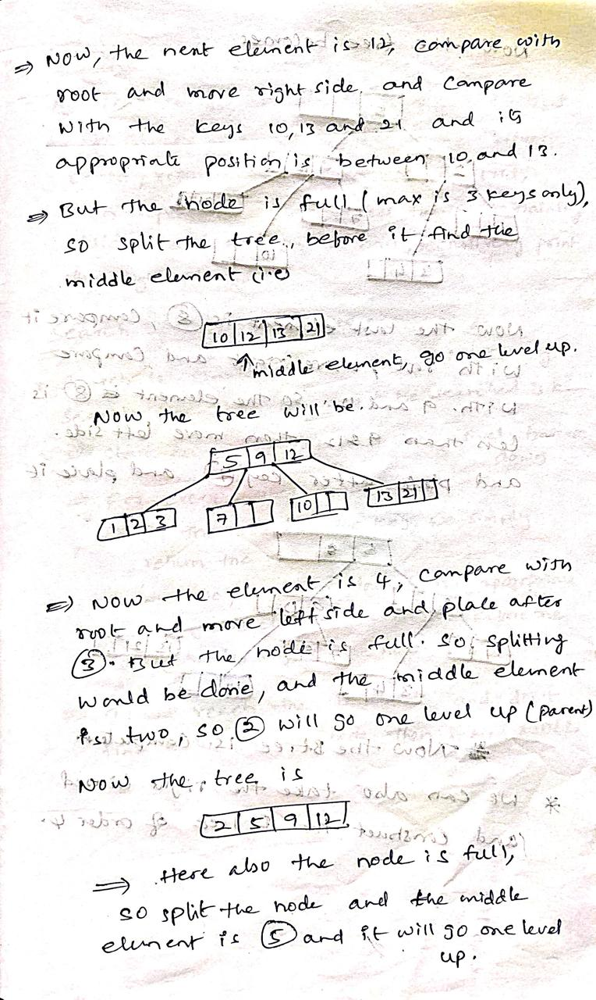 ⇒ Now, the next element is 12, compare with
root and move right side. and Compare
with the keys 10, 13 and 21 and its
appropriate position is between 10 and 13.
⇒ But the node is full (max is 3 keys only),
so split the tree, before it find the
middle element (i.e)
10 | 12 | 13 | 21
↑ middle element, go one level up.
Now the tree will be.
5 | 9 | 12
1 | 2 | 3   7   10   13 | 21
⇒ Now the element is 4, compare with
root and move left side and place after
③. But the node is full. so splitting
would be done, and the middle element
is two, so ② will go one level up (parent)
Now the tree is
2 | 5 | 9 | 12
⇒ Here also the node is full,
so split the node and the middle
element is ⑤ and it will go one level
up.